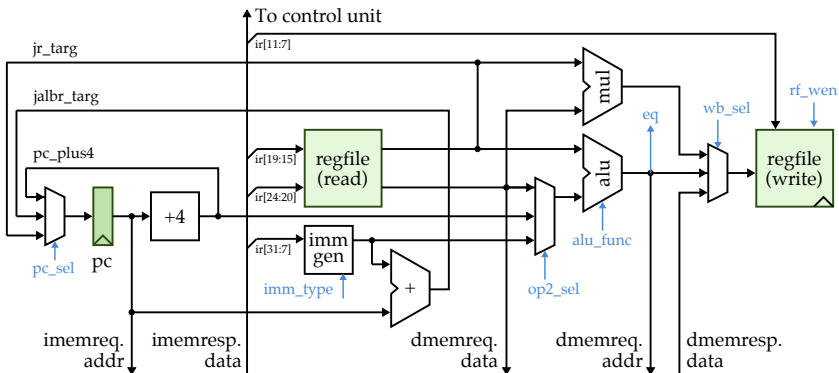 To control unit
ir[11:7]
jr_targ
jalbr_targ
pc_plus4
mul
eq
wb_sel
rf_wen
ir[19:15]
ir[24:20]
regfile
(read)
alu
regfile
(write)
+4
pc
pc_sel
ir[31:7]
imm
gen
imm_type
+
op2_sel
alu_func
imemreq.
addr
imemresp.
data
dmemreq.
data
dmemreq.
addr
dmemresp.
data